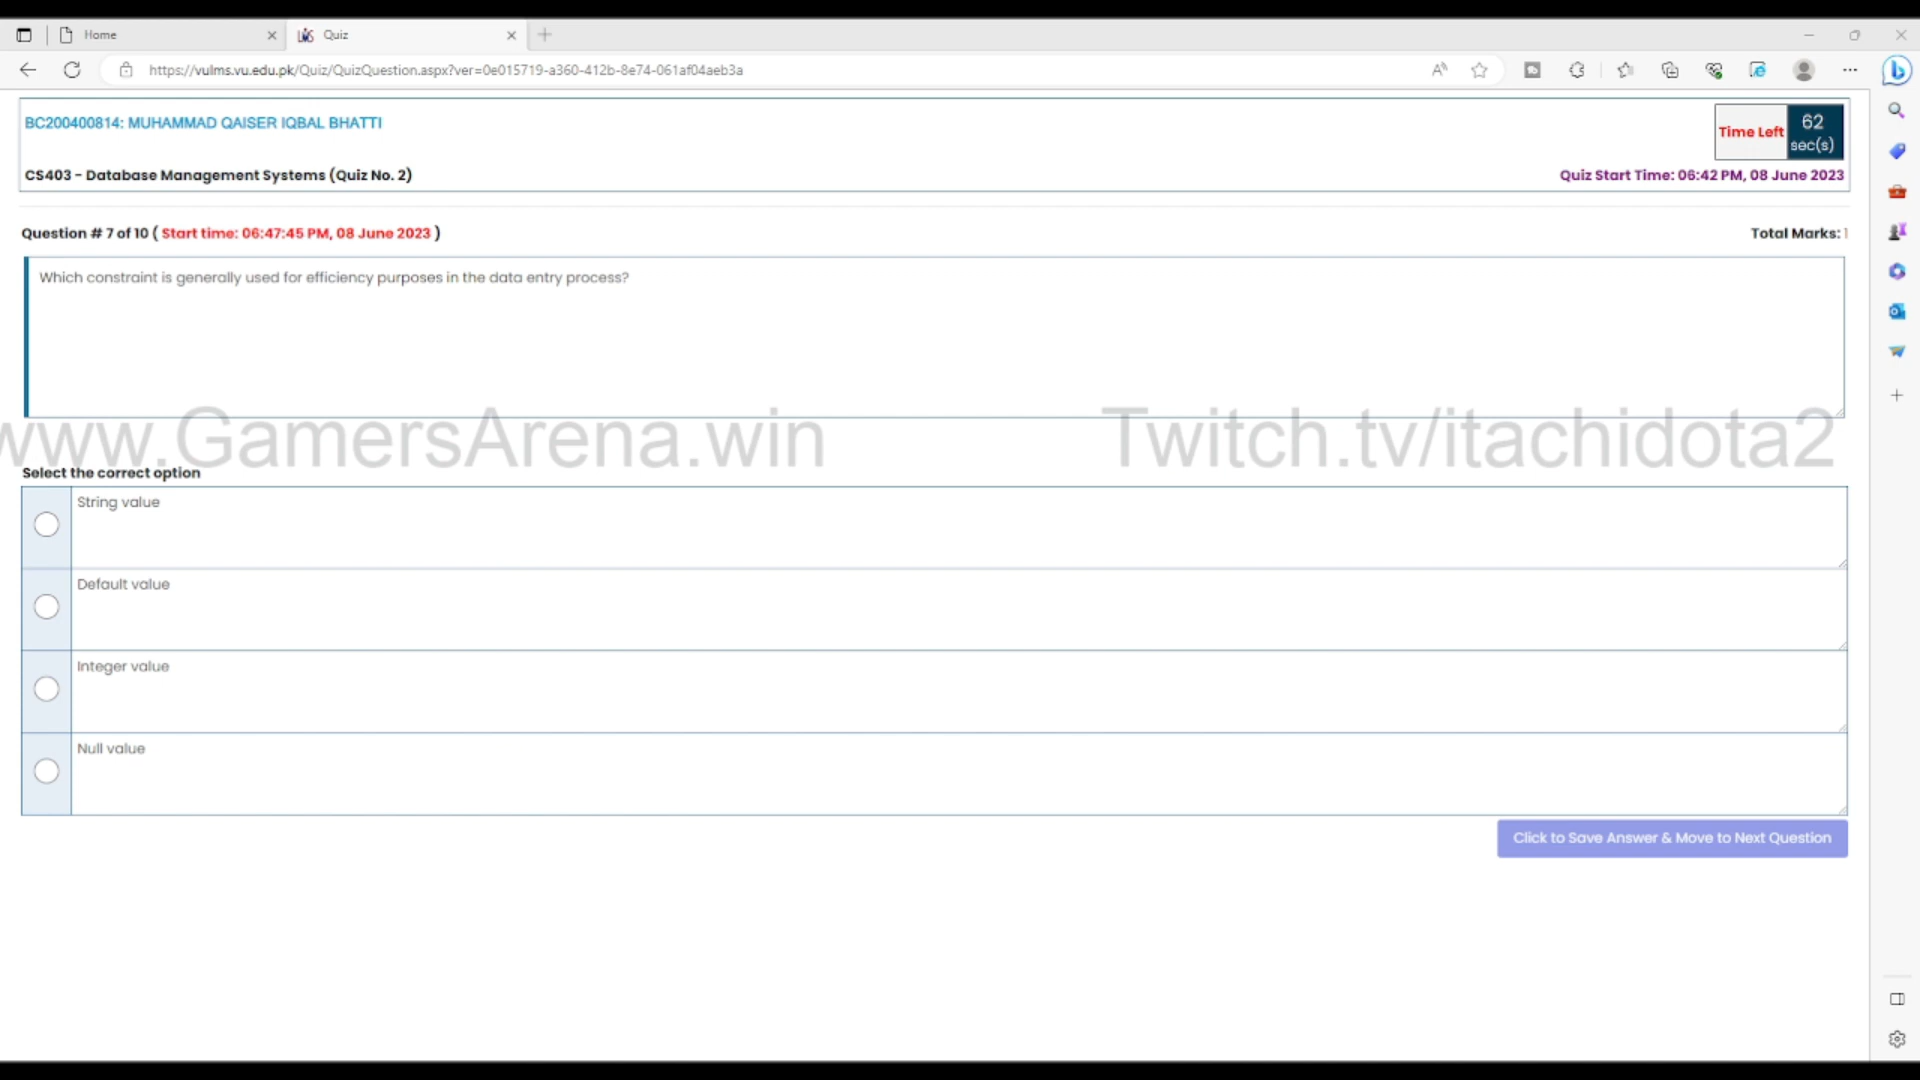 Home
Quiz
https://vulms.vu.edu.pk/Quiz/QuizQuestion.aspx?ver=0e015719-a360-412b-8e74-061af04aeb3a
BC200400814: MUHAMMAD QAISER IQBAL BHATTI
Time Left 62 sec(s)
CS403 - Database Management Systems (Quiz No. 2)
Quiz Start Time: 06:42 PM, 08 June 2023
Question # 7 of 10 ( Start time: 06:47:45 PM, 08 June 2023 )
Total Marks: 1
Which constraint is generally used for efficiency purposes in the data entry process?
www.GamersArena.win
Twitch.tv/itachidota2
Select the correct option
String value
Default value
Integer value
Null value
Click to Save Answer & Move to Next Question